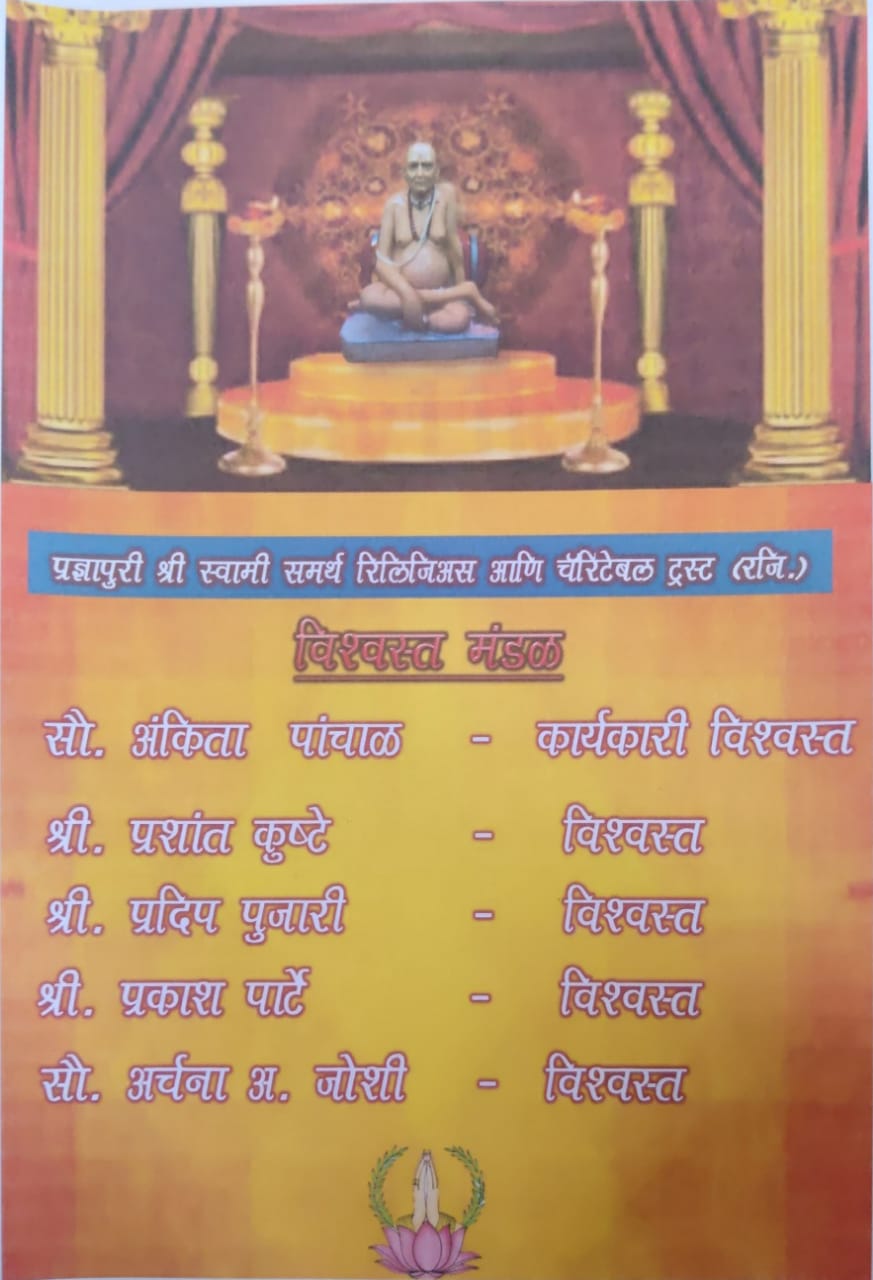 प्रज्ञापुरी श्री स्वामी समर्थ रिलिजिअस आणि चॅरिटेबल ट्रस्ट (रजि.)
विश्वस्त मंडळ
सौ. अंकिता पांचाळ - कार्यकारी विश्वस्त
श्री. प्रशांत कुष्टे - विश्वस्त
श्री. प्रदिप पुजारी - विश्वस्त
श्री. प्रकाश पार्टे - विश्वस्त
सौ. अर्चना अ. जोशी - विश्वस्त